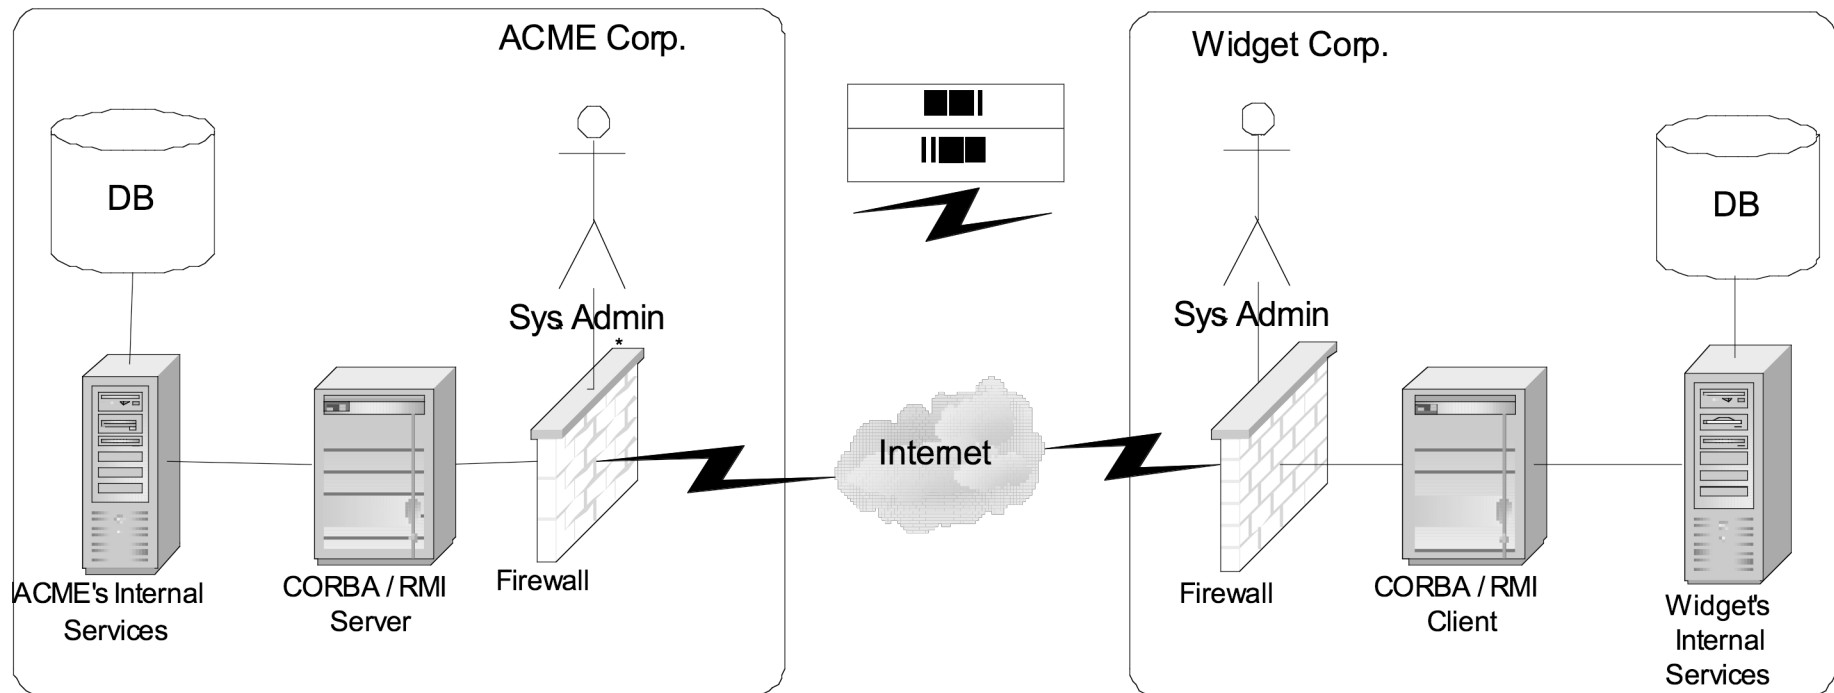 ACME Corp.
Widget Corp.
DB
DB
Sys Admin
*
Sys Admin
Internet
ACME's Internal
Services
CORBA / RMI
Server
Firewall
Firewall
CORBA / RMI
Client
Widget's
Internal
Services